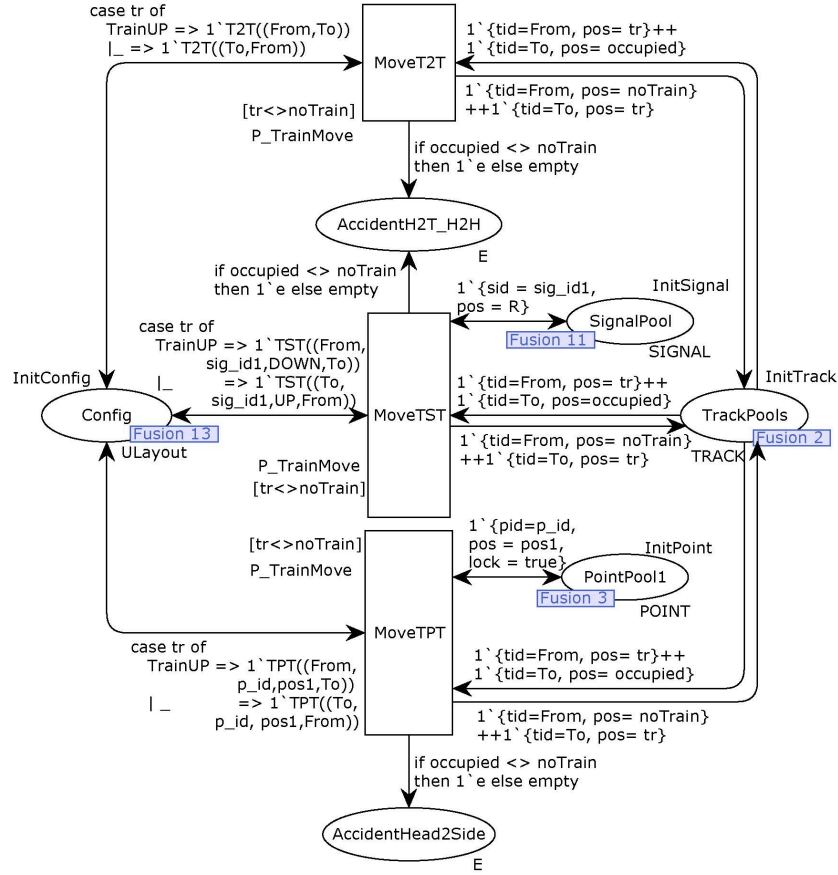 case tr of
TrainUP => 1`T2T((From,To))
|_ => 1`T2T((To,From))
MoveT2T
1`{tid=From, pos= tr}++
1`{tid=To, pos= occupied}
1`{tid=From, pos= noTrain}
++1`{tid=To, pos= tr}
[tr<>noTrain]
P_TrainMove
if occupied <> noTrain
then 1`e else empty
AccidentH2T_H2H
E
if occupied <> noTrain
then 1`e else empty
1`{sid = sig_id1,
pos = R}
InitSignal
SignalPool
Fusion 11
SIGNAL
case tr of
TrainUP => 1`TST((From,
sig_id1,DOWN,To))
|_ => 1`TST((To,
sig_id1,UP,From))
InitConfig
Config
Fusion 13
ULayout
MoveTST
1`{tid=From, pos= tr}++
1`{tid=To, pos=occupied}
1`{tid=From, pos= noTrain}
++1`{tid=To, pos= tr}
InitTrack
TrackPools
Fusion 2
TRACK
P_TrainMove
[tr<>noTrain]
[tr<>noTrain]
P_TrainMove
1`{pid=p_id,
pos = pos1,
lock = true}
InitPoint
PointPool1
Fusion 3
POINT
MoveTPT
case tr of
TrainUP => 1`TPT((From,
p_id,pos1,To))
| _ => 1`TPT((To,
p_id, pos1,From))
1`{tid=From, pos= tr}++
1`{tid=To, pos= occupied}
1`{tid=From, pos= noTrain}
++1`{tid=To, pos= tr}
if occupied <> noTrain
then 1`e else empty
AccidentHead2Side
E